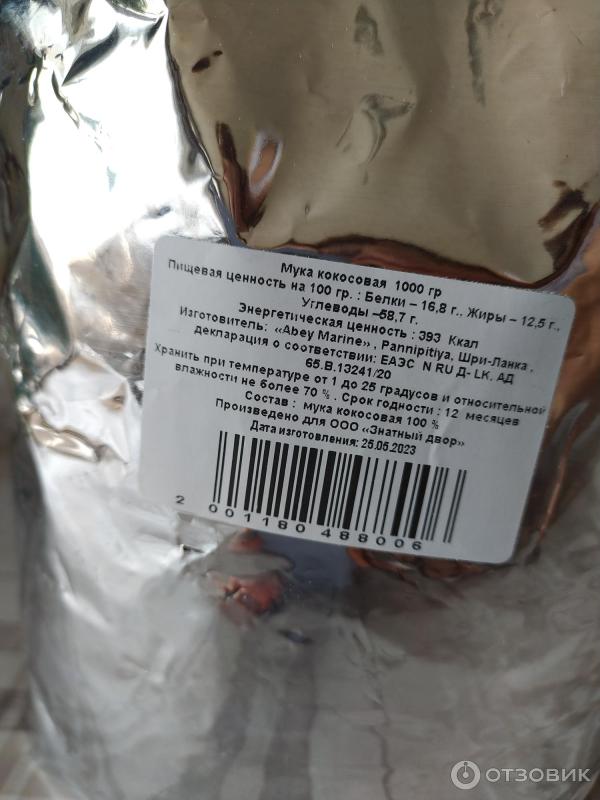 Мука кокосовая 1000 гр
Пищевая ценность на 100 гр. : Белки – 16,8 г., Жиры – 12,5 г.,
Углеводы –58,7 г.
Энергетическая ценность : 393 Ккал
Изготовитель: «Abey Marine» , Pannipitiya, Шри-Ланка ,
декларация о соответствии: ЕАЭС N RU Д- LK. АД
65.В.13241/20
Хранить при температуре от 1 до 25 градусов и относительной
влажности не более 70 % . Срок годности : 12 месяцев
Состав : мука кокосовая 100 %
Произведено для ООО «Знатный двор»
Дата изготовления: 25.05.2023
2 001180 488006
ОТЗОВИК